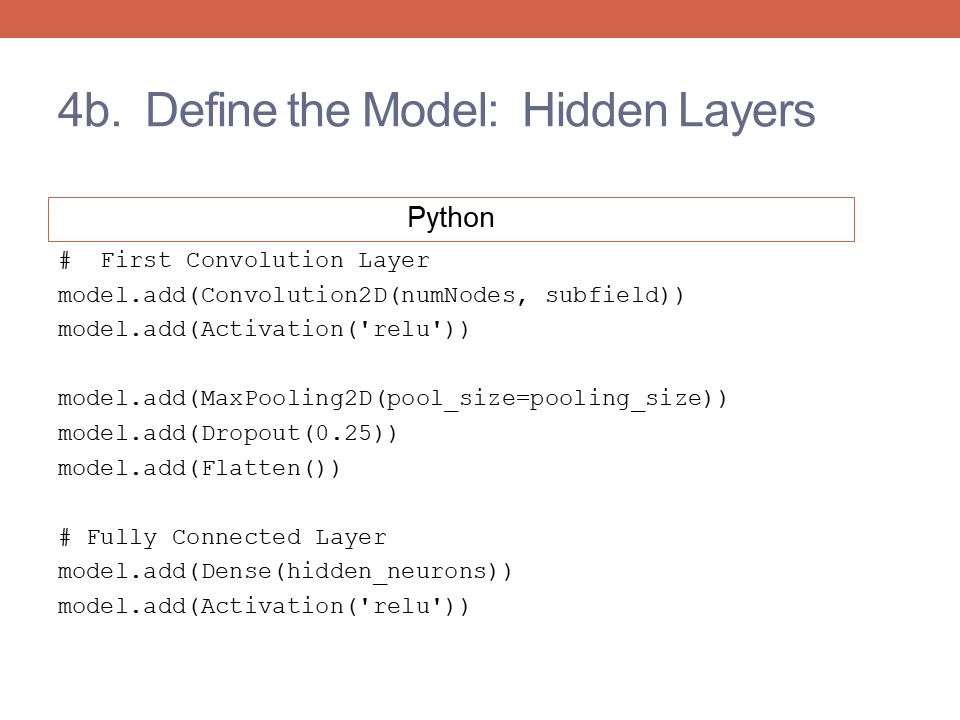 4b.  Define the Model:  Hidden Layers
Python
#  First Convolution Layer
model.add(Convolution2D(numNodes, subfield))
model.add(Activation('relu'))
model.add(MaxPooling2D(pool_size=pooling_size))
model.add(Dropout(0.25))
model.add(Flatten())
# Fully Connected Layer
model.add(Dense(hidden_neurons))
model.add(Activation('relu'))